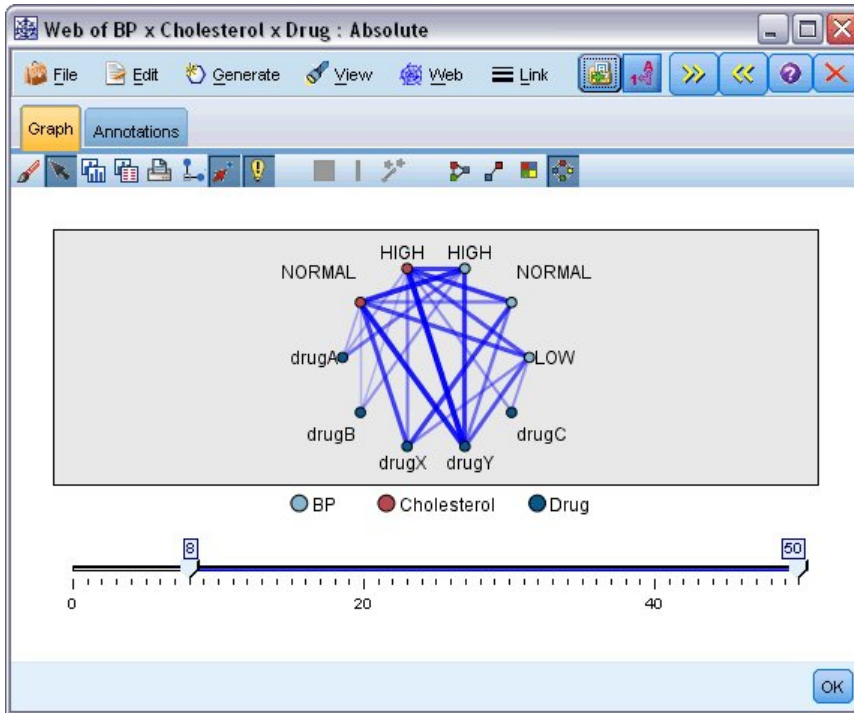 Web of BP x Cholesterol x Drug : Absolute
File Edit Generate View Web Link
Graph Annotations
HIGH HIGH
NORMAL NORMAL
drugA LOW
drugB drugC
drugX drugY
BP Cholesterol Drug
8 50
0 20 40
OK